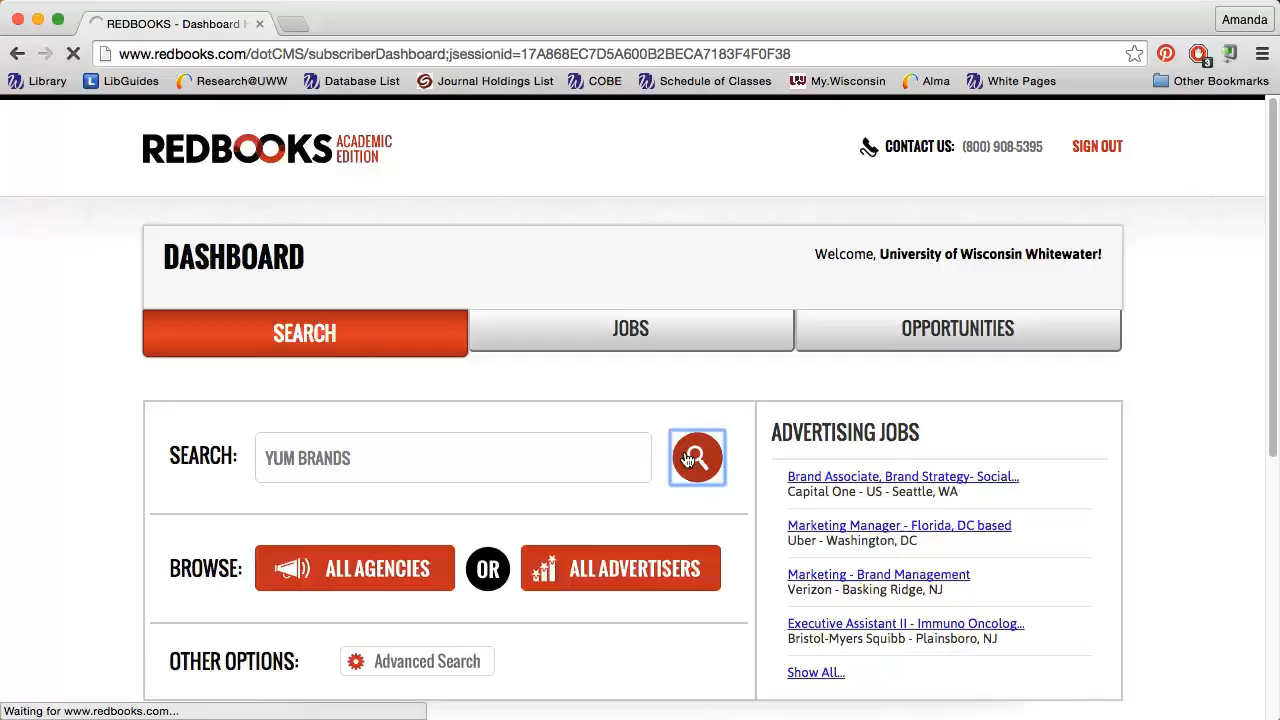 REDBOOKS - Dashboard
Amanda
www.redbooks.com/dotCMS/subscriberDashboard;jsessionid=17A868EC7D5A600B2BECA7183F4F0F38
3
Library LibGuides Research@UWW Database List Journal Holdings List COBE Schedule of Classes My.Wisconsin Alma White Pages Other Bookmarks
REDBOOKS ACADEMIC EDITION
CONTACT US: (800) 908-5395 SIGN OUT
DASHBOARD
Welcome, University of Wisconsin Whitewater!
SEARCH JOBS OPPORTUNITIES
SEARCH: YUM BRANDS
BROWSE: ALL AGENCIES OR ALL ADVERTISERS
OTHER OPTIONS: Advanced Search
ADVERTISING JOBS
Brand Associate, Brand Strategy- Social...
Capital One - US - Seattle, WA
Marketing Manager - Florida, DC based
Uber - Washington, DC
Marketing - Brand Management
Verizon - Basking Ridge, NJ
Executive Assistant II - Immuno Oncolog...
Bristol-Myers Squibb - Plainsboro, NJ
Show All...
Waiting for www.redbooks.com...